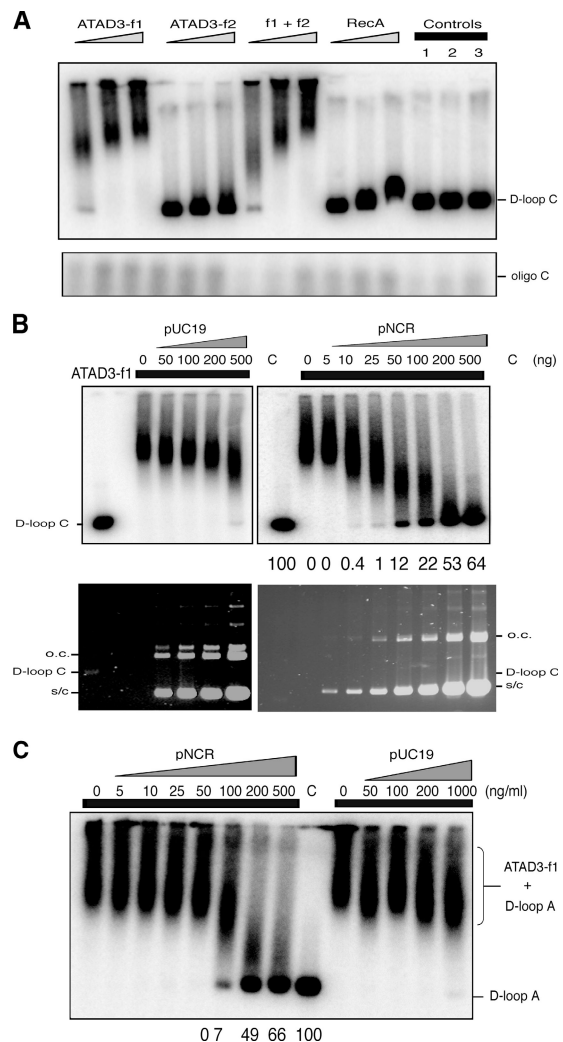 A
ATAD3-f1 ATAD3-f2 f1 + f2 RecA Controls
1 2 3
D-loop C
oligo C
B
pUC19 pNCR
0 50 100 200 500 C 0 5 10 25 50 100 200 500 C (ng)
ATAD3-f1
D-loop C
100 0 0 0.4 1 12 22 53 64
o.c. o.c.
D-loop C D-loop C
s/c s/c
C
pNCR pUC19
0 5 10 25 50 100 200 500 C 0 50 100 200 1000 (ng/ml)
ATAD3-f1
+
D-loop A
D-loop A
0 7 49 66 100